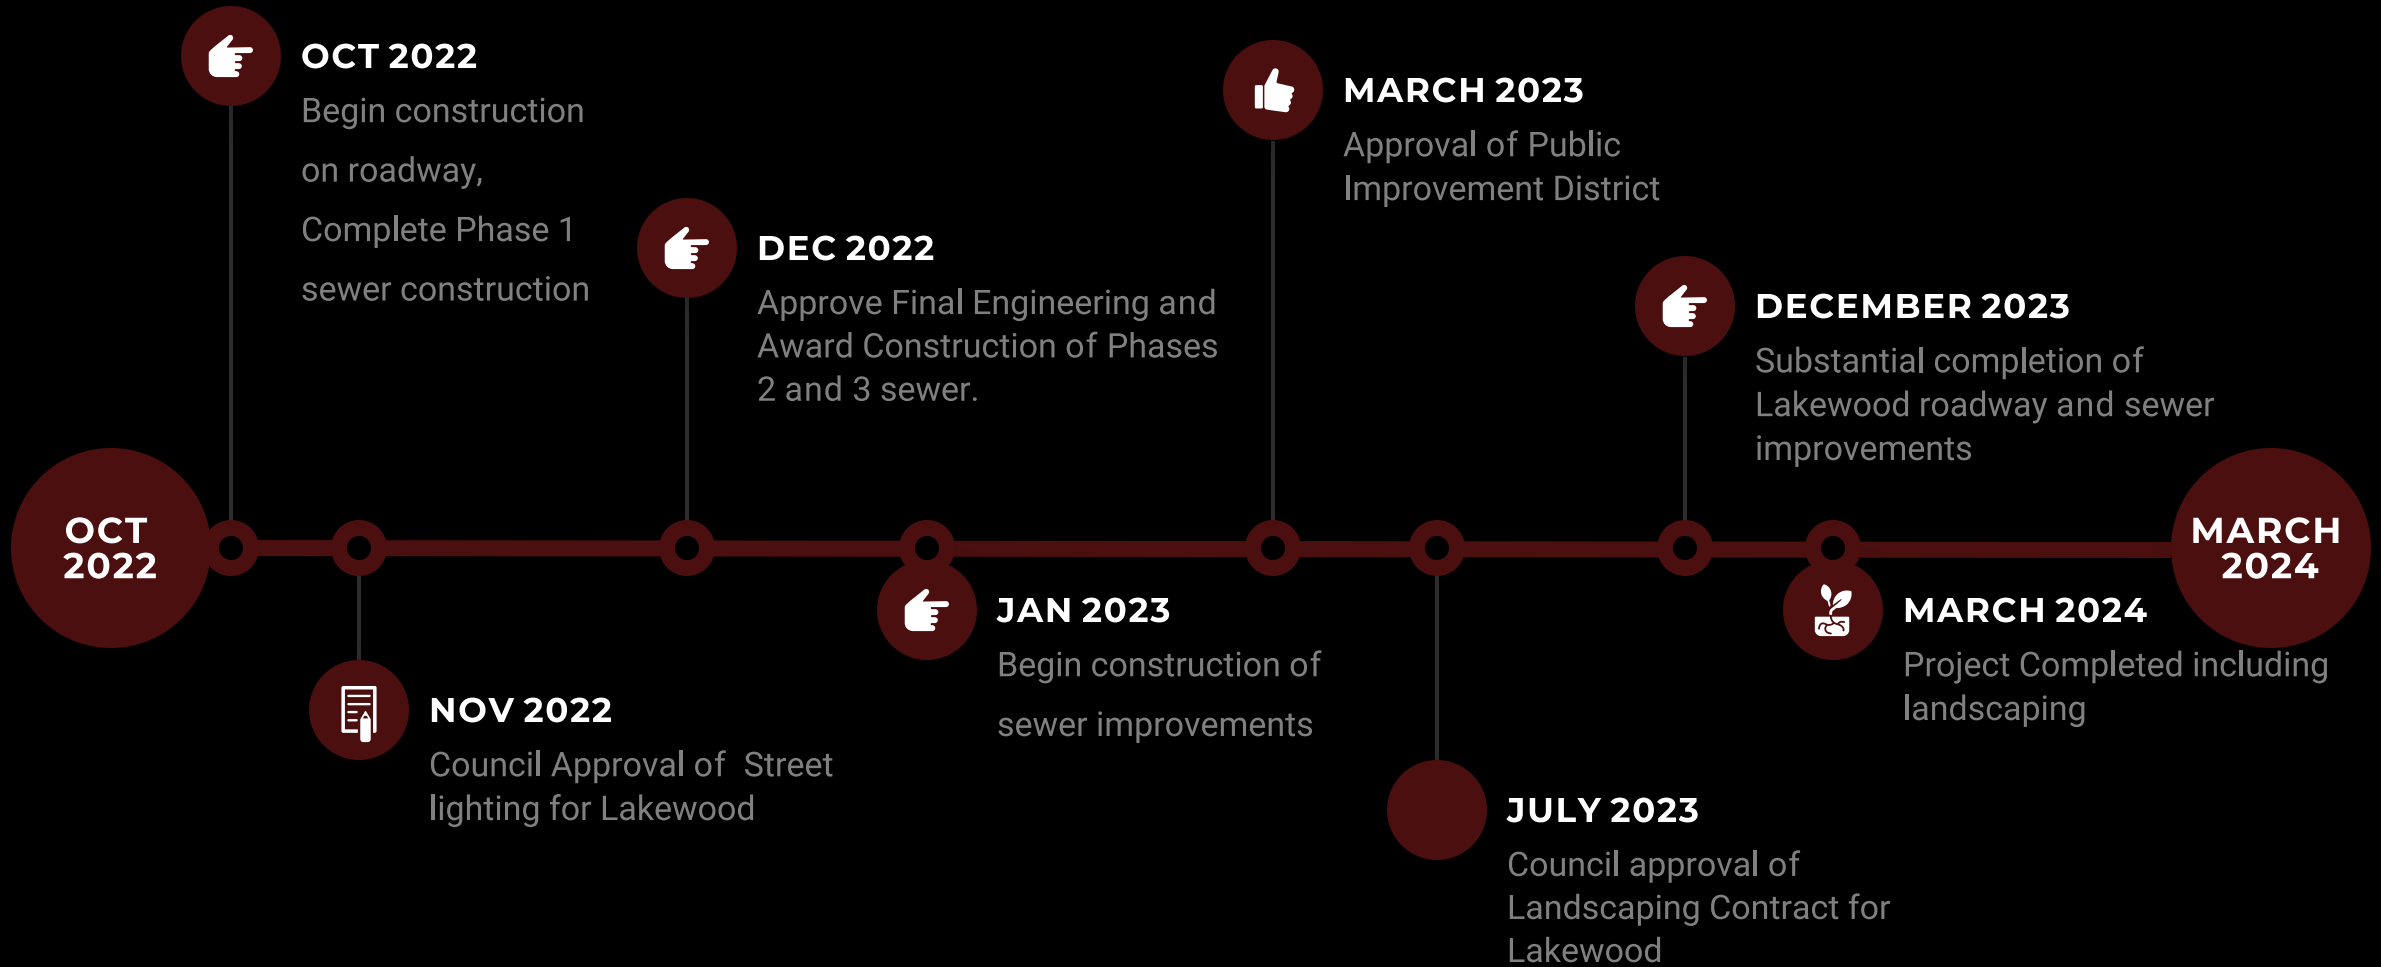 OCT 2022
Begin construction
on roadway,
Complete Phase 1
sewer construction
MARCH 2023
Approval of Public
Improvement District
DEC 2022
Approve Final Engineering and
Award Construction of Phases
2 and 3 sewer.
DECEMBER 2023
Substantial completion of
Lakewood roadway and sewer
improvements
OCT
2022
MARCH
2024
NOV 2022
Council Approval of  Street
lighting for Lakewood
JAN 2023
Begin construction of
sewer improvements
JULY 2023
Council approval of
Landscaping Contract for
Lakewood
MARCH 2024
Project Completed including
landscaping